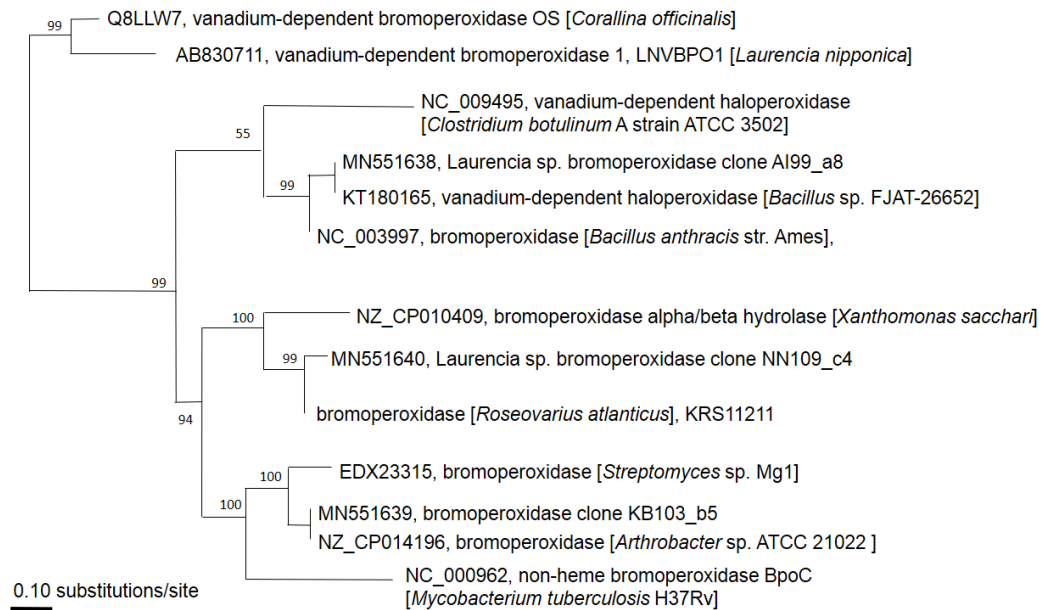 99
Q8LLW7, vanadium-dependent bromoperoxidase OS [Corallina officinalis]
AB830711, vanadium-dependent bromoperoxidase 1, LNVBPO1 [Laurencia nipponica]
NC_009495, vanadium-dependent haloperoxidase
[Clostridium botulinum A strain ATCC 3502]
55
MN551638, Laurencia sp. bromoperoxidase clone AI99_a8
99
KT180165, vanadium-dependent haloperoxidase [Bacillus sp. FJAT-26652]
NC_003997, bromoperoxidase [Bacillus anthracis str. Ames],
99
NZ_CP010409, bromoperoxidase alpha/beta hydrolase [Xanthomonas sacchari]
100
MN551640, Laurencia sp. bromoperoxidase clone NN109_c4
99
bromoperoxidase [Roseovarius atlanticus], KRS11211
94
EDX23315, bromoperoxidase [Streptomyces sp. Mg1]
100
100
MN551639, bromoperoxidase clone KB103_b5
NZ_CP014196, bromoperoxidase [Arthrobacter sp. ATCC 21022 ]
NC_000962, non-heme bromoperoxidase BpoC
[Mycobacterium tuberculosis H37Rv]
0.10 substitutions/site